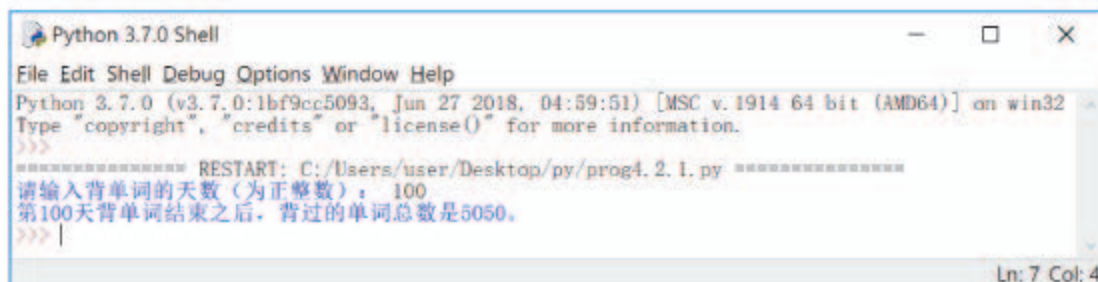 Python 3.7.0 Shell
File Edit Shell Debug Options Window Help
Python 3.7.0 (v3.7.0:1bf9cc5093, Jun 27 2018, 04:59:51) [MSC v.1914 64 bit (AMD64)] on win32
Type "copyright", "credits" or "license()" for more information.
>>>
=============== RESTART: C:/Users/user/Desktop/py/prog4.2.1.py ===============
请输入背单词的天数（为正整数）： 100
第100天背单词结束之后，背过的单词总数是5050。
>>>
Ln: 7 Col: 4